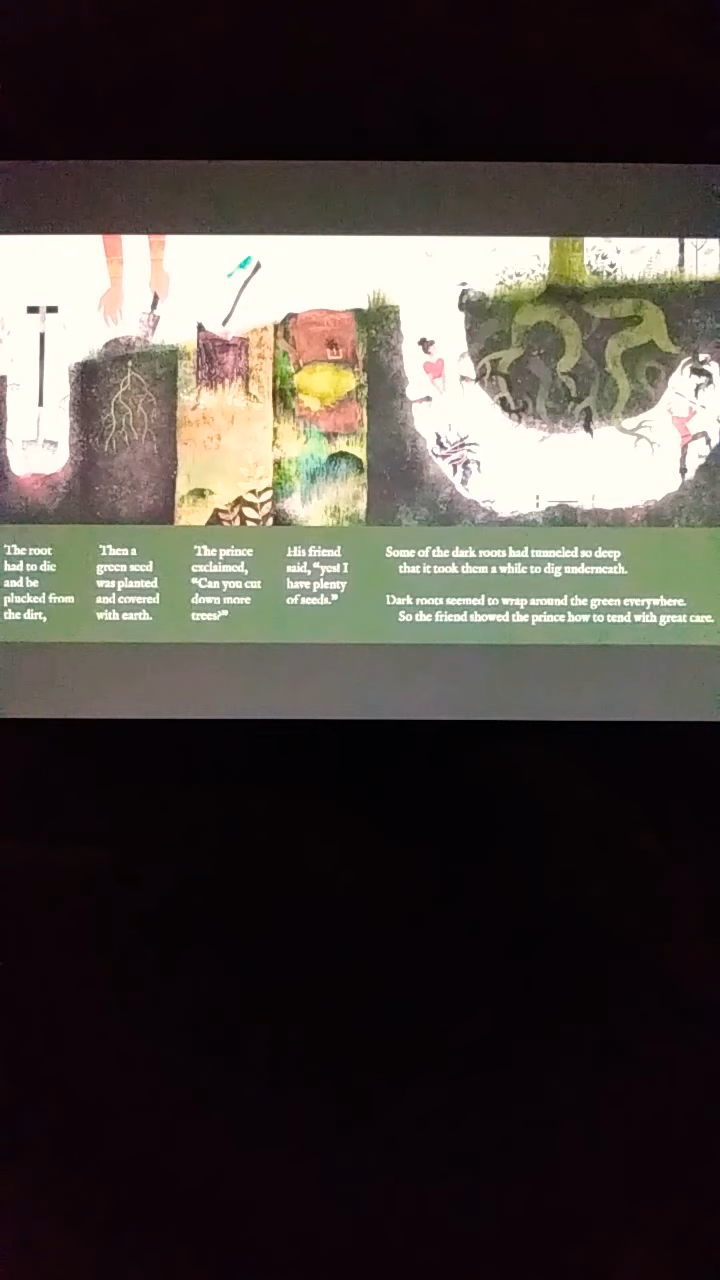 The root
had to die
and be
plucked from
the dirt,
Then a
green seed
was planted
and covered
with earth.
The prince
exclaimed,
"Can you cut
down more
trees?"
His friend
said, "yes! I
have plenty
of seeds."
Some of the dark roots had tunneled so deep
that it took them a while to dig underneath.
Dark roots seemed to wrap around the green everywhere.
So the friend showed the prince how to tend with great care.